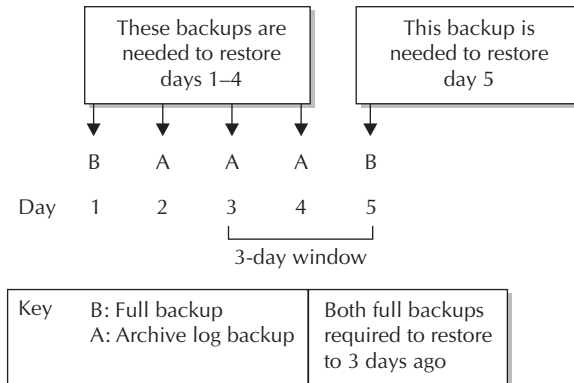 These backups are
needed to restore
days 1–4
This backup is
needed to restore
day 5
B A A A B
Day 1 2 3 4 5
3-day window
Key B: Full backup
A: Archive log backup
Both full backups
required to restore
to 3 days ago